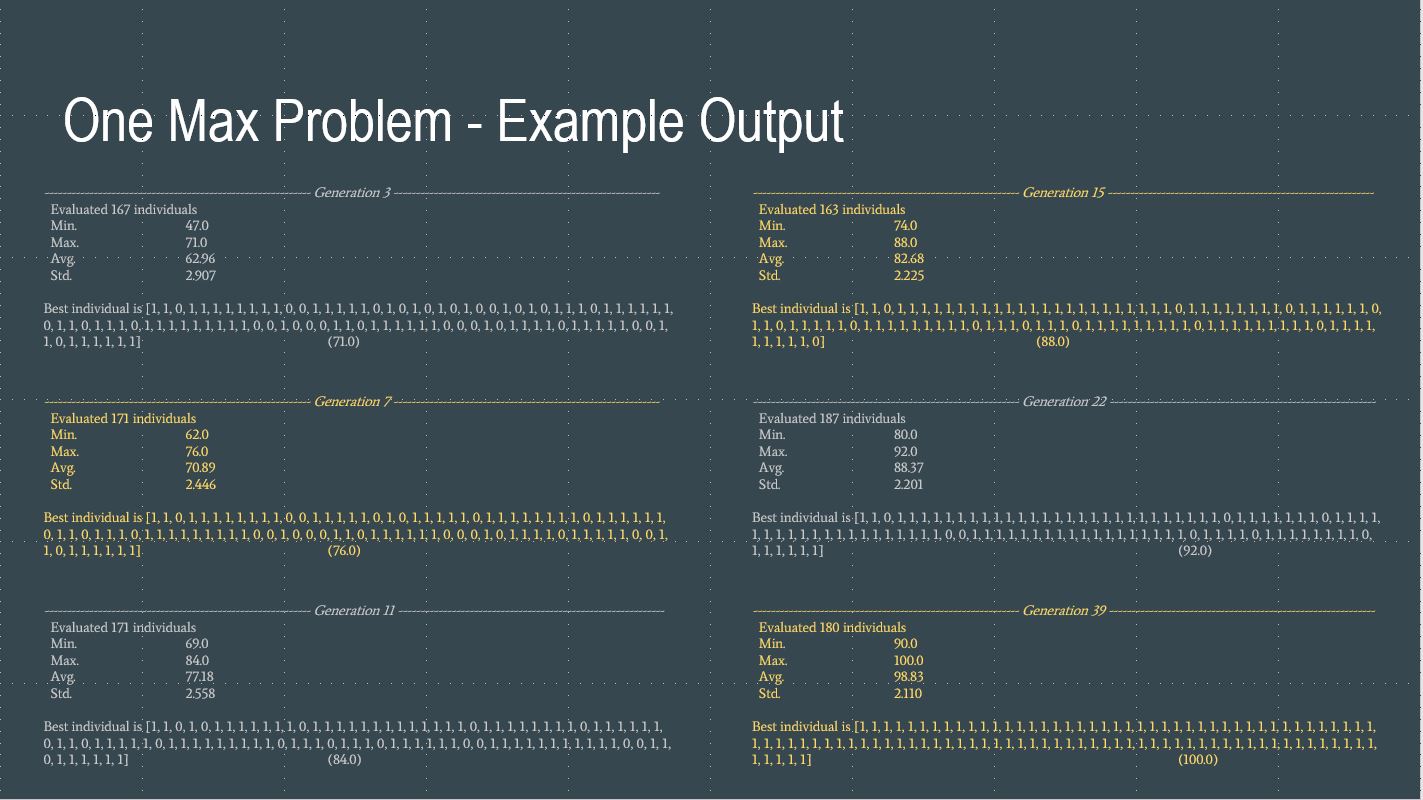 One Max Problem - Example Output
Generation 3
Evaluated 167 individuals
Min. 47.0
Max. 71.0
Avg. 62.96
Std. 2.907
Best individual is [1, 1, 0, 1, 1, 1, 1, 1, 1, 1, 1, 0, 0, 1, 1, 1, 1, 1, 0, 1, 0, 1, 0, 1, 0, 1, 0, 0, 1, 0, 1, 0, 1, 0, 1, 1, 1, 0, 1, 1, 1, 1, 1, 1,
0, 1, 1, 0, 1, 1, 1, 0, 1, 1, 1, 1, 1, 1, 1, 1, 1, 0, 0, 1, 0, 0, 0, 1, 1, 0, 1, 1, 1, 1, 1, 1, 0, 0, 0, 1, 0, 1, 1, 1, 1, 0, 1, 1, 1, 1, 1, 0, 0, 1,
1, 0, 1, 1, 1, 1, 1, 1] (71.0)
Generation 7
Evaluated 171 individuals
Min. 62.0
Max. 76.0
Avg. 70.89
Std. 2.446
Best individual is [1, 1, 0, 1, 1, 1, 1, 1, 1, 1, 1, 0, 0, 1, 1, 1, 1, 1, 0, 1, 0, 1, 1, 1, 1, 1, 0, 1, 1, 1, 1, 1, 1, 1, 1, 0, 1, 1, 1, 1, 1, 1,
0, 1, 1, 0, 1, 1, 1, 0, 1, 1, 1, 1, 1, 1, 1, 1, 1, 0, 0, 1, 0, 0, 0, 1, 1, 0, 1, 1, 1, 1, 1, 1, 0, 0, 0, 1, 0, 1, 1, 1, 1, 0, 1, 1, 1, 1, 1, 0, 0, 1,
1, 0, 1, 1, 1, 1, 1, 1] (76.0)
Generation 11
Evaluated 171 individuals
Min. 69.0
Max. 84.0
Avg. 77.18
Std. 2.558
Best individual is [1, 1, 0, 1, 0, 1, 1, 1, 1, 1, 1, 1, 0, 1, 1, 1, 1, 1, 1, 1, 1, 1, 1, 1, 1, 1, 0, 1, 1, 1, 1, 1, 1, 1, 1, 0, 1, 1, 1, 1, 1, 1,
0, 1, 1, 0, 1, 1, 1, 1, 1, 0, 1, 1, 1, 1, 1, 1, 1, 1, 1, 0, 1, 1, 1, 0, 1, 1, 1, 0, 1, 1, 1, 1, 1, 1, 0, 0, 1, 1, 1, 1, 1, 1, 1, 1, 1, 1, 1, 0, 0, 1, 1,
0, 1, 1, 1, 1, 1, 1] (84.0)
Generation 15
Evaluated 163 individuals
Min. 74.0
Max. 88.0
Avg. 82.68
Std. 2.225
Best individual is [1, 1, 0, 1, 1, 1, 1, 1, 1, 1, 1, 1, 1, 1, 1, 1, 1, 1, 1, 1, 1, 1, 1, 1, 1, 1, 0, 1, 1, 1, 1, 1, 1, 1, 1, 0, 1, 1, 1, 1, 1, 1, 0,
1, 1, 0, 1, 1, 1, 1, 1, 0, 1, 1, 1, 1, 1, 1, 1, 1, 1, 0, 1, 1, 1, 0, 1, 1, 1, 0, 1, 1, 1, 1, 1, 1, 1, 1, 1, 0, 1, 1, 1, 1, 1, 1, 1, 1, 1, 0, 1, 1, 1, 1,
1, 1, 1, 1, 1, 0] (88.0)
Generation 22
Evaluated 187 individuals
Min. 80.0
Max. 92.0
Avg. 88.37
Std. 2.201
Best individual is [1, 1, 0, 1, 1, 1, 1, 1, 1, 1, 1, 1, 1, 1, 1, 1, 1, 1, 1, 1, 1, 1, 1, 1, 1, 1, 1, 1, 1, 1, 0, 1, 1, 1, 1, 1, 1, 0, 1, 1, 1, 1,
1, 1, 1, 1, 1, 1, 1, 1, 1, 1, 1, 1, 1, 1, 1, 1, 0, 0, 1, 1, 1, 1, 1, 1, 1, 1, 1, 1, 1, 1, 1, 1, 1, 1, 1, 0, 1, 1, 1, 1, 0, 1, 1, 1, 1, 1, 1, 1, 1, 0,
1, 1, 1, 1, 1, 1] (92.0)
Generation 39
Evaluated 180 individuals
Min. 90.0
Max. 100.0
Avg. 98.83
Std. 2.110
Best individual is [1, 1, 1, 1, 1, 1, 1, 1, 1, 1, 1, 1, 1, 1, 1, 1, 1, 1, 1, 1, 1, 1, 1, 1, 1, 1, 1, 1, 1, 1, 1, 1, 1, 1, 1, 1, 1, 1, 1, 1, 1, 1, 1,
1, 1, 1, 1, 1, 1, 1, 1, 1, 1, 1, 1, 1, 1, 1, 1, 1, 1, 1, 1, 1, 1, 1, 1, 1, 1, 1, 1, 1, 1, 1, 1, 1, 1, 1, 1, 1, 1, 1, 1, 1, 1, 1, 1, 1, 1, 1, 1, 1, 1, 1, 1,
1, 1, 1, 1, 1] (100.0)